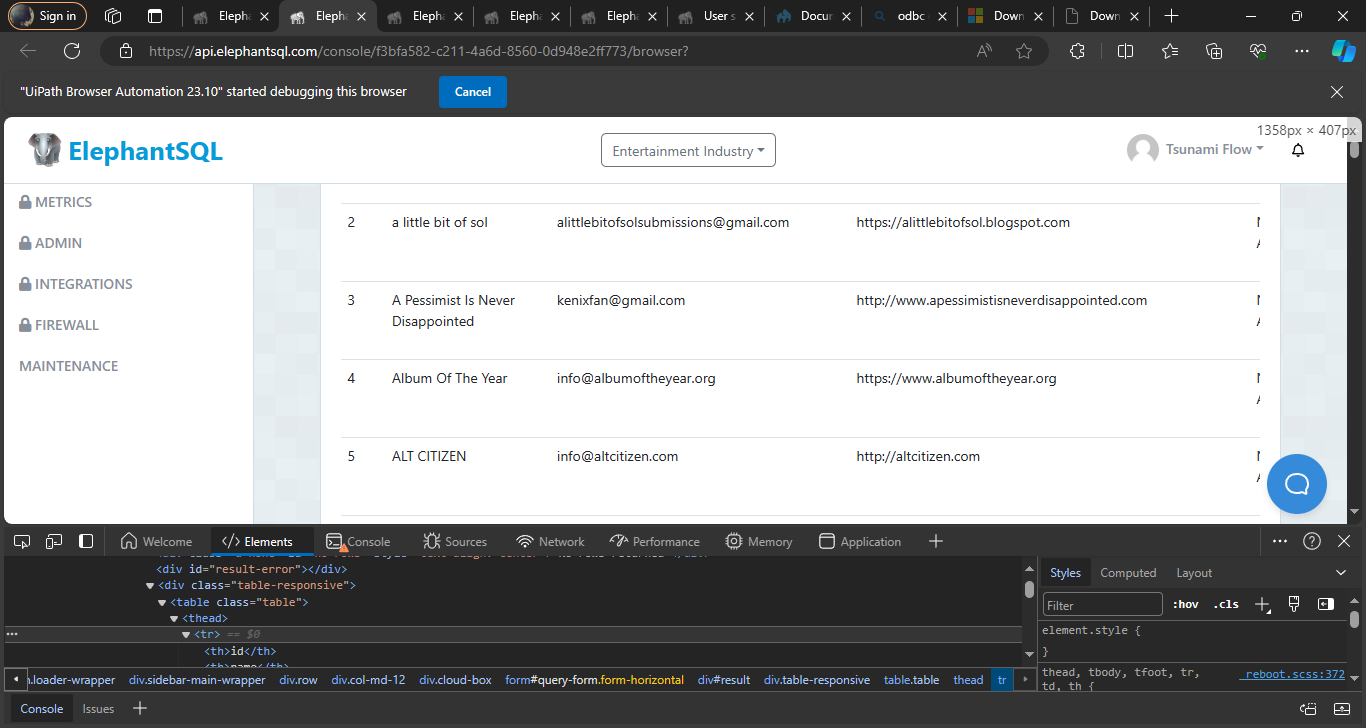 Sign in
Elepha
Elepha
Elepha
Elepha
Elepha
User s
Docum
odbc
Down
Down
https://api.elephantsql.com/console/f3bfa582-c211-4a6d-8560-0d948e2ff773/browser?
"UiPath Browser Automation 23.10" started debugging this browser
Cancel
ElephantSQL
Entertainment Industry
Tsunami Flow
1358px × 407px
METRICS
ADMIN
INTEGRATIONS
FIREWALL
MAINTENANCE
2 a little bit of sol alittlebitofsolsubmissions@gmail.com https://alittlebitofsol.blogspot.com
3 A Pessimist Is Never kenixfan@gmail.com http://www.apessimistisneverdisappointed.com
Disappointed
4 Album Of The Year info@albumoftheyear.org https://www.albumoftheyear.org
5 ALT CITIZEN info@altcitizen.com http://altcitizen.com
Welcome </> Elements Console Sources Network Performance Memory Application
<div id="result-error"></div>
<div class="table-responsive">
<table class="table">
<thead>
<tr> == $0
<th>id</th>
<th>name</th>
Styles Computed Layout
Filter :hov .cls
element.style {
}
thead, tbody, tfoot, tr, _reboot.scss:372
td, th {
n.loader-wrapper div.sidebar-main-wrapper div.row div.col-md-12 div.cloud-box form#query-form.form-horizontal div#result div.table-responsive table.table thead tr
Console Issues